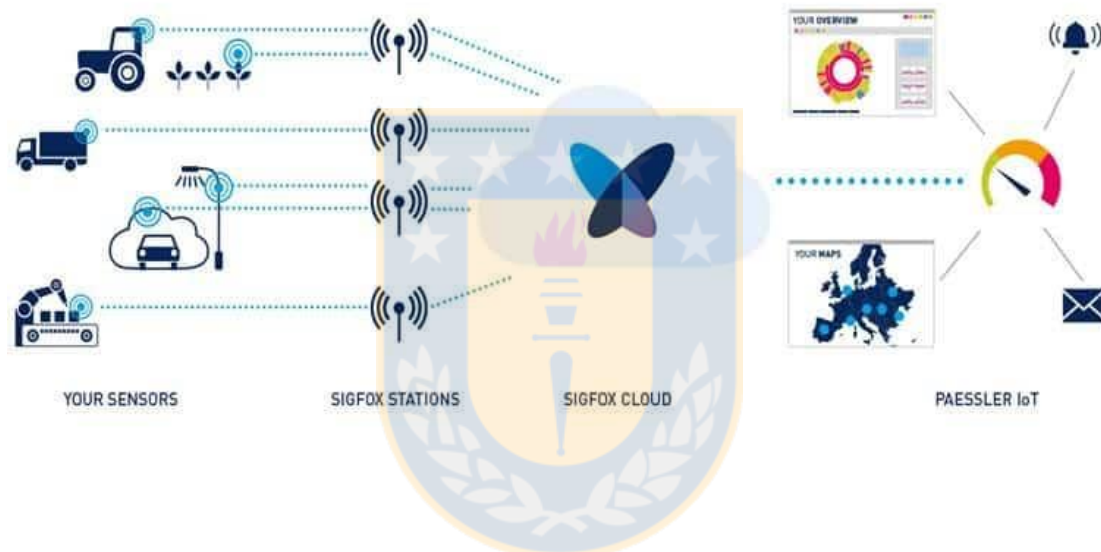 YOUR OVERVIEW
YOUR MAPS
YOUR SENSORS
SIGFOX STATIONS
SIGFOX CLOUD
PAESSLER IoT